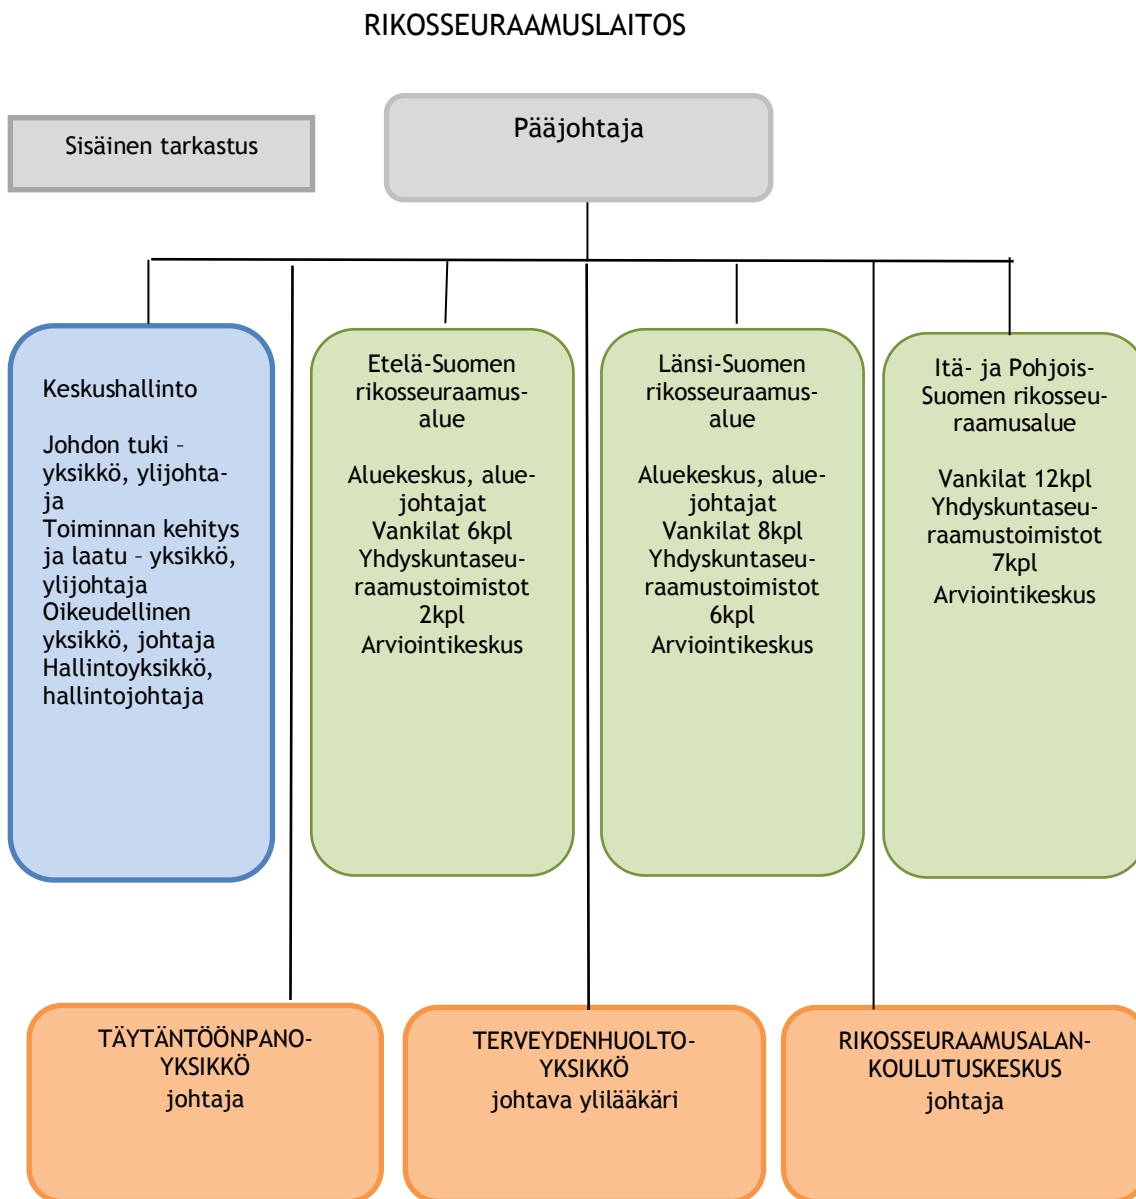 RIKOSSEURAAMUSLAITOS
Sisäinen tarkastus
Pääjohtaja
Keskushallinto
Johdon tuki –
yksikkö, ylijohta-
ja
Toiminnan kehitys
ja laatu – yksikkö,
ylijohtaja
Oikeudellinen
yksikkö, johtaja
Hallintoyksikkö,
hallintojohtaja
Etelä-Suomen
rikosseuraamus-
alue
Aluekeskus, alue-
johtajat
Vankilat 6kpl
Yhdyskuntaseu-
raamustoimistot
2kpl
Arviointikeskus
Länsi-Suomen
rikosseuraamus-
alue
Aluekeskus, alue-
johtajat
Vankilat 8kpl
Yhdyskuntaseu-
raamustoimistot
6kpl
Arviointikeskus
Itä- ja Pohjois-
Suomen rikosseu-
raamusalue
Vankilat 12kpl
Yhdyskuntaseu-
raamustoimistot
7kpl
Arviointikeskus
TÄYTÄNTÖÖNPANO-
YKSIKKÖ
johtaja
TERVEYDENHUOLTO-
YKSIKKÖ
johtava ylilääkäri
RIKOSSEURAAMUSALAN-
KOULUTUSKESKUS
johtaja